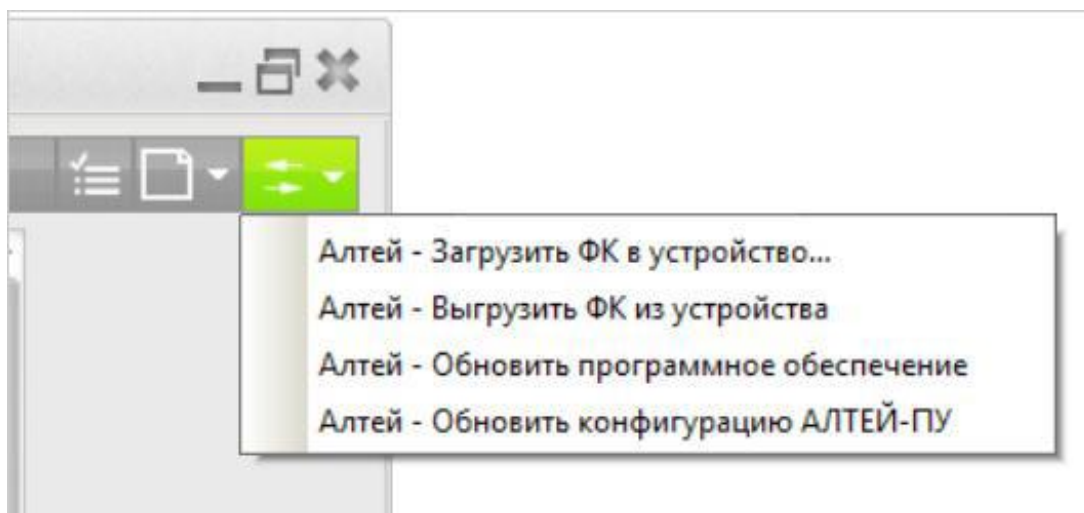 Алтей - Загрузить ФК в устройство...
Алтей - Выгрузить ФК из устройства
Алтей - Обновить программное обеспечение
Алтей - Обновить конфигурацию АЛТЕЙ-ПУ